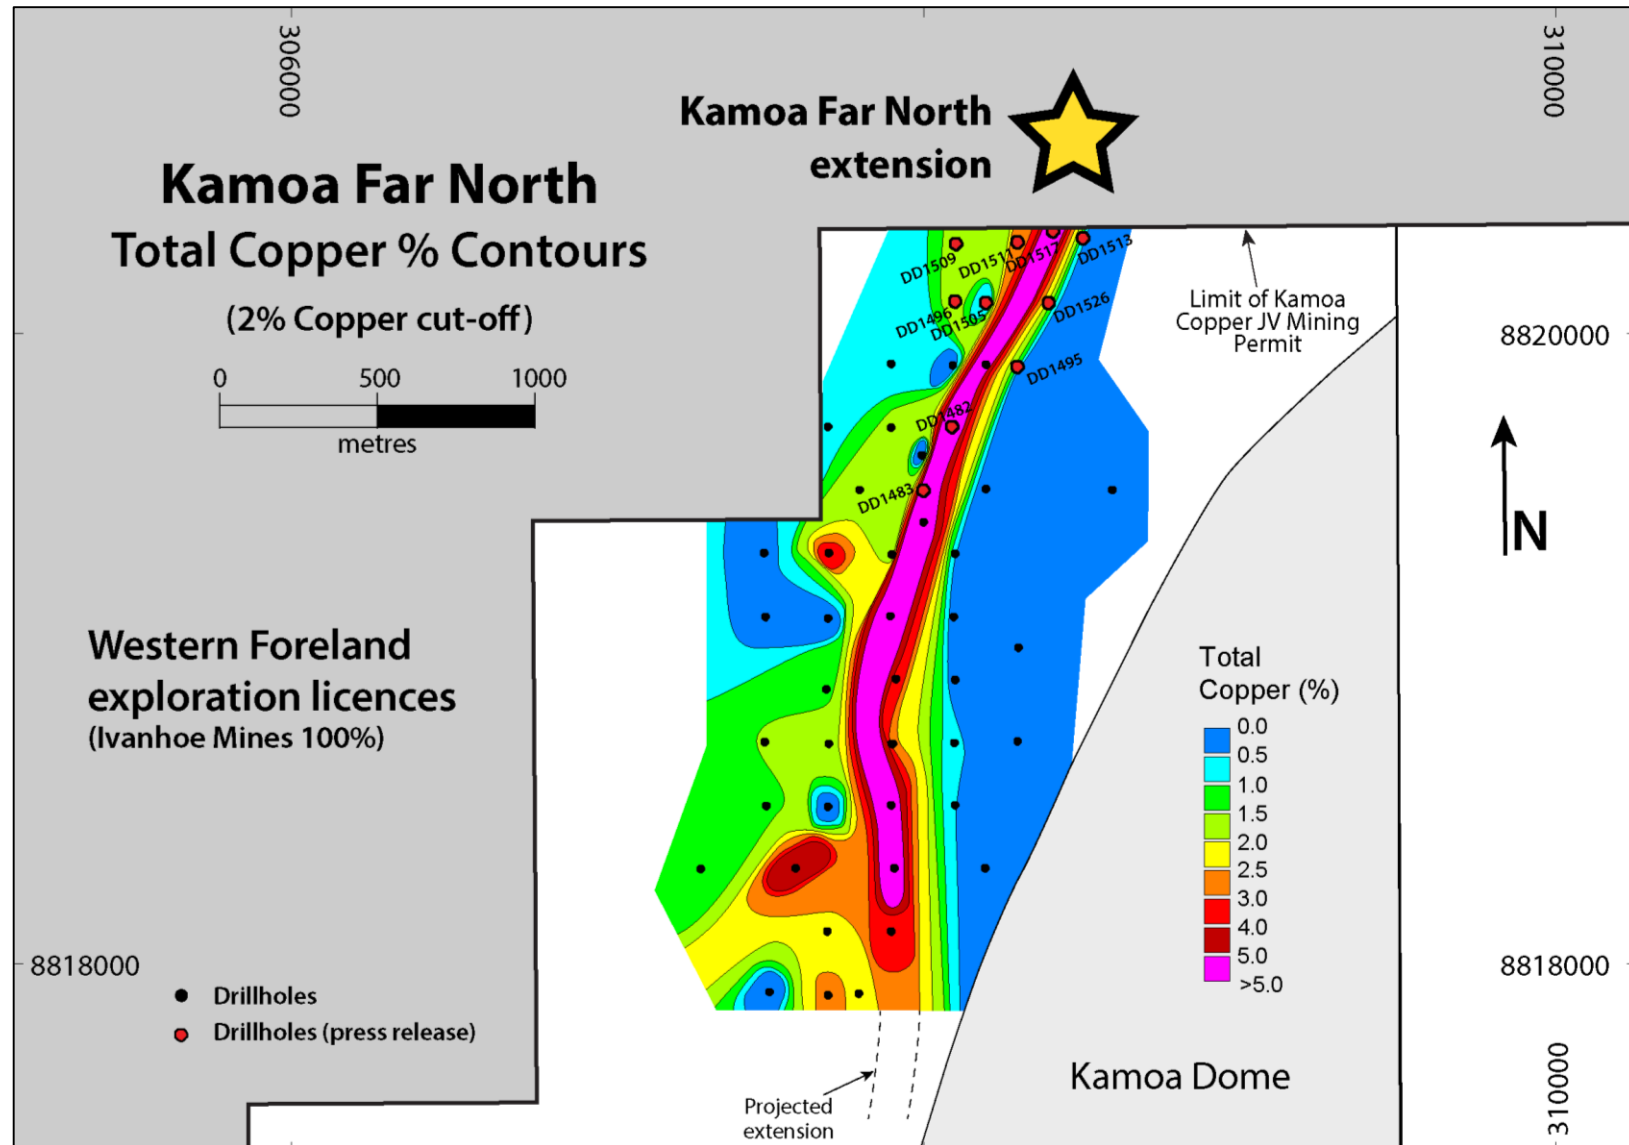 306000
310000
Kamoa Far North
extension
Kamoa Far North
Total Copper % Contours
(2% Copper cut-off)
0 500 1000
metres
DD1509
DD1511
DD1517
DD1513
DD1496
DD1505
DD1526
DD1495
DD1482
DD1483
Limit of Kamoa
Copper JV Mining
Permit
8820000
N
Western Foreland
exploration licences
(Ivanhoe Mines 100%)
Total
Copper (%)
0.0
0.5
1.0
1.5
2.0
2.5
3.0
4.0
5.0
>5.0
8818000
8818000
Drillholes
Drillholes (press release)
Projected
extension
Kamoa Dome
310000